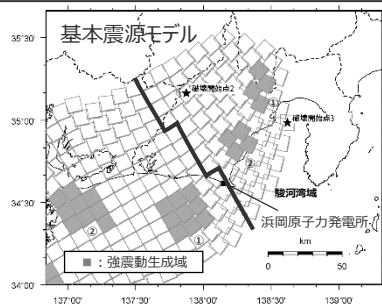 基本震源モデル
35°30'
35°00'
34°30'
34°00'
★破壊開始点2
①
★破壊開始点3
②
駿河湾域
浜岡原子力発電所
②
①
km
0 50
■：強震動生成域
137°00' 137°30' 138°00' 138°30' 139°00'